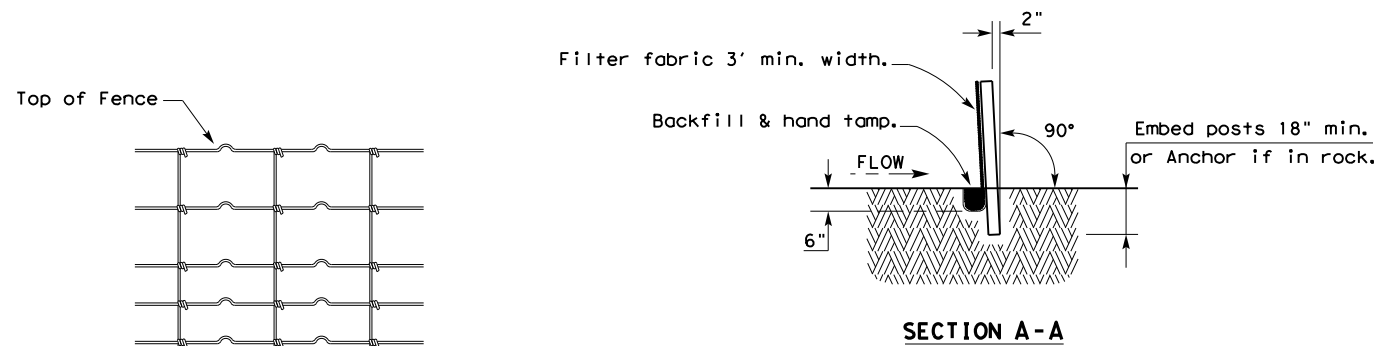 Top of Fence
2"
Filter fabric 3' min. width.
Backfill & hand tamp.
90°
Embed posts 18" min.
or Anchor if in rock.
FLOW
6"
SECTION A-A